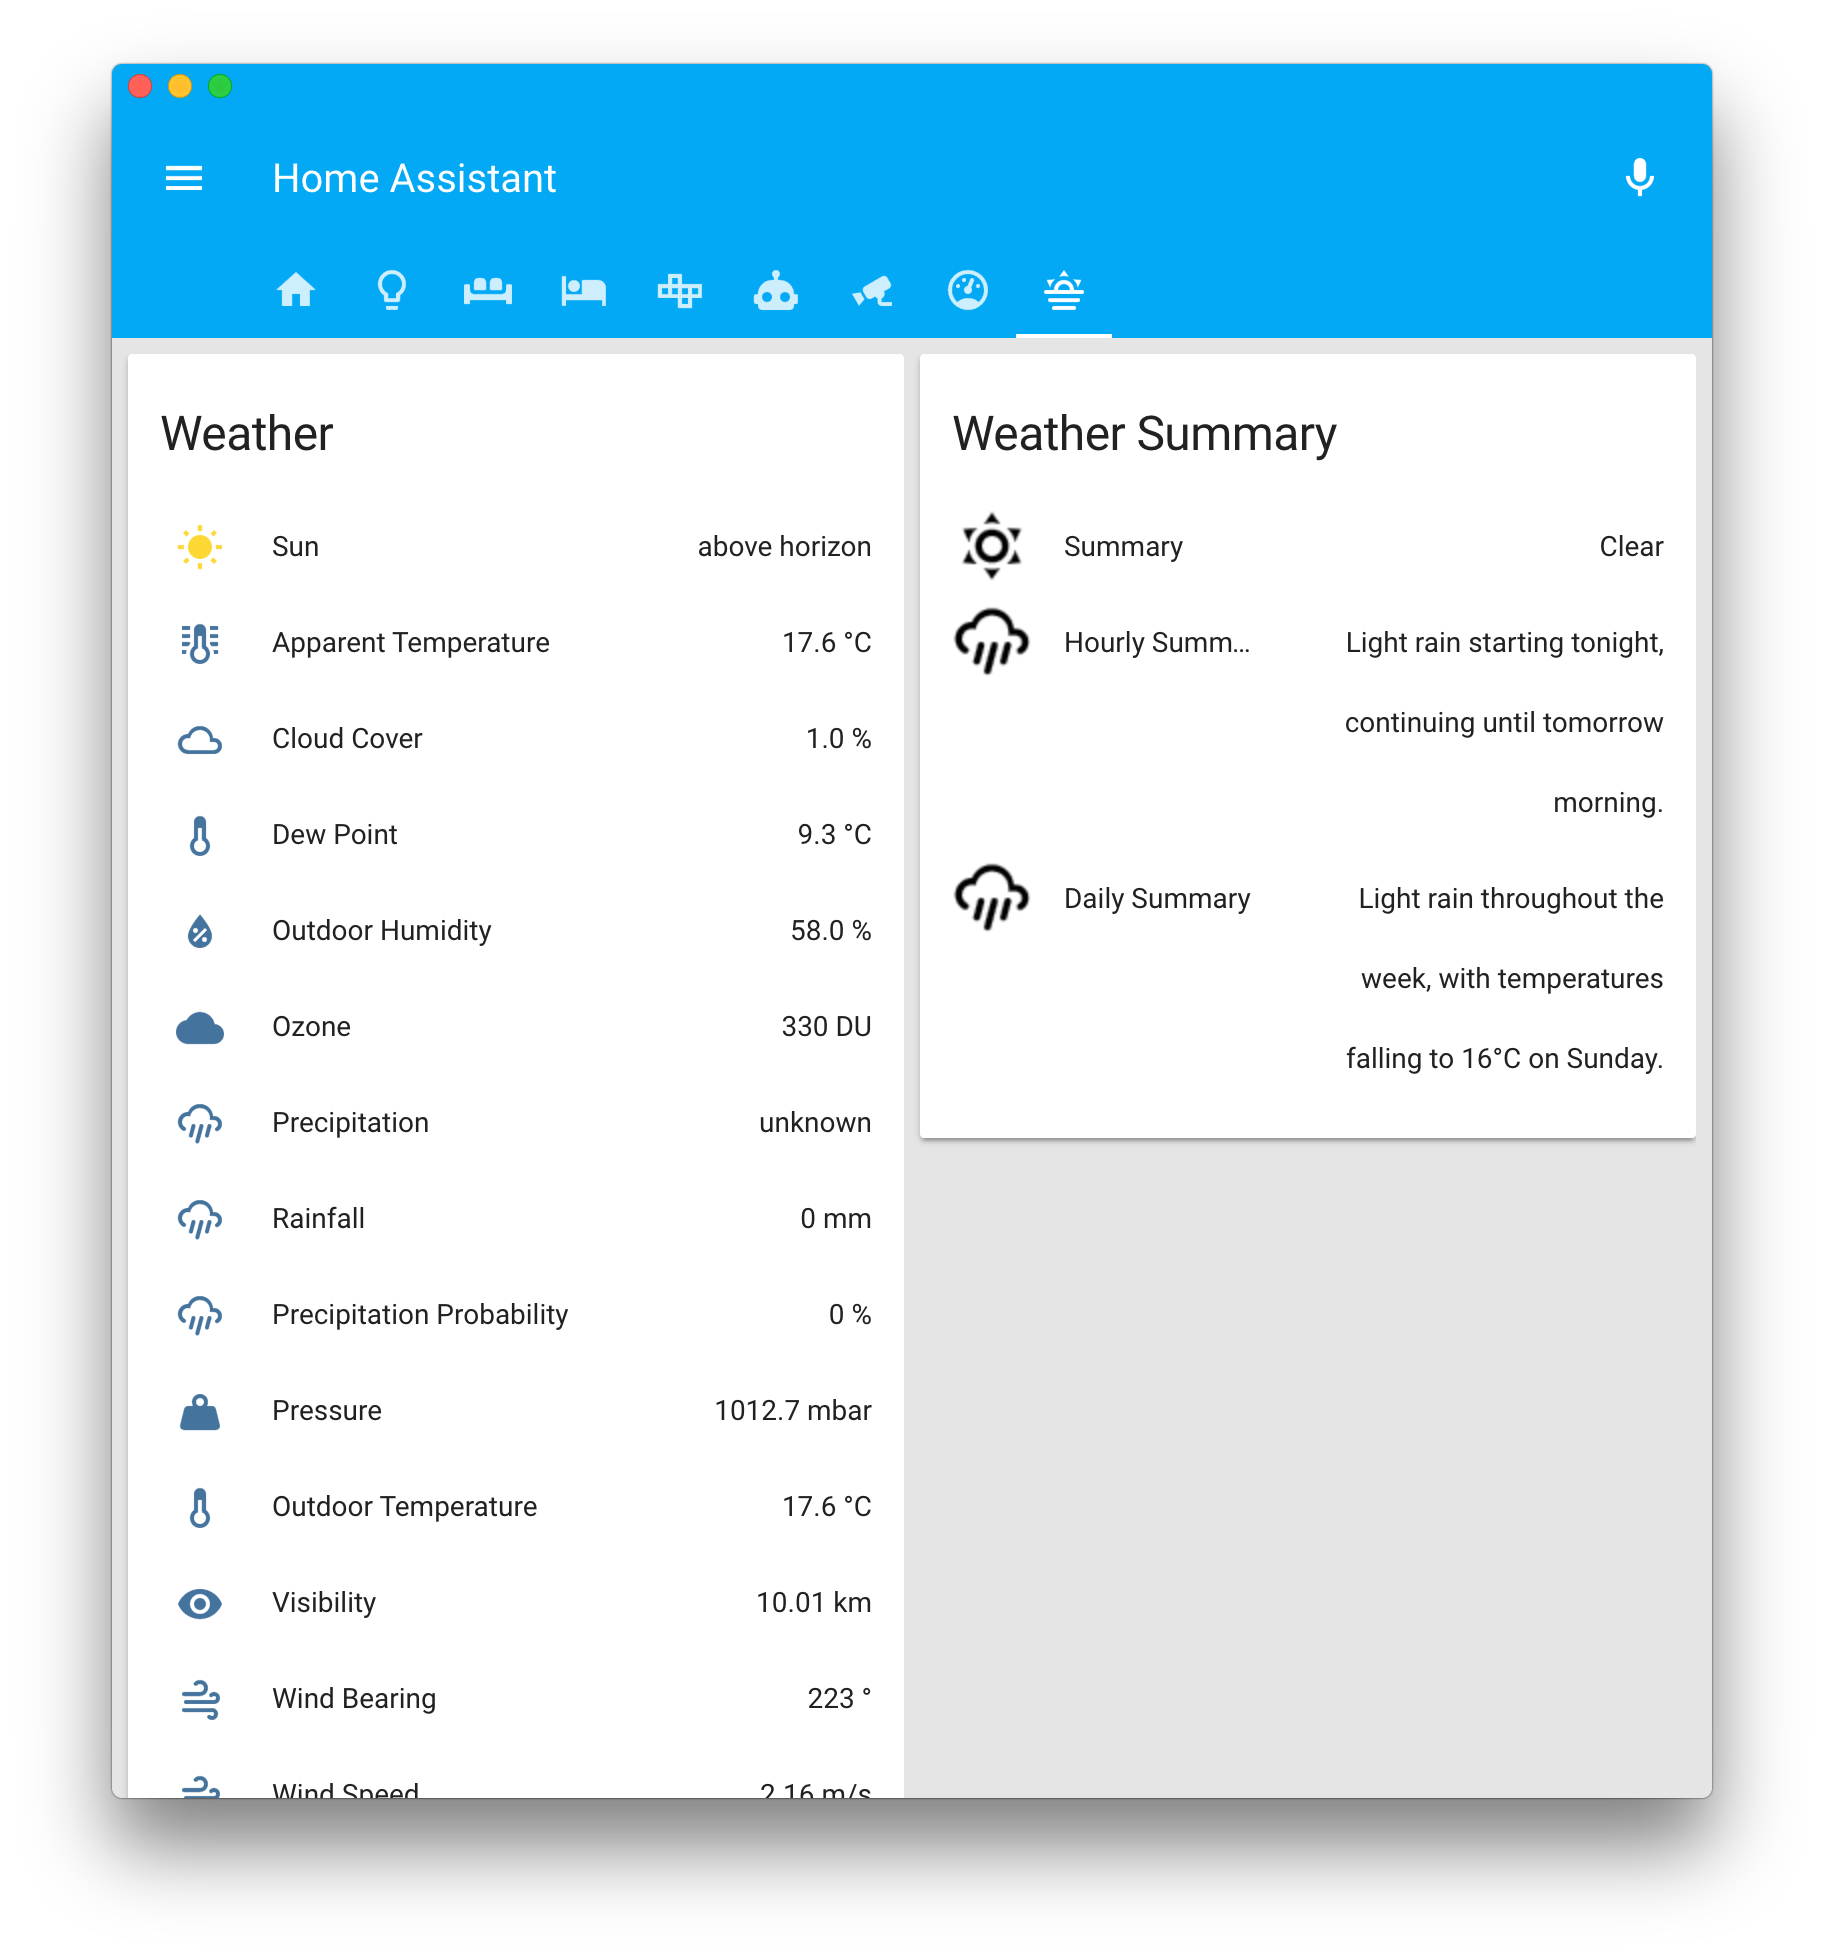 Home Assistant
Weather
Sun above horizon
Apparent Temperature 17.6 °C
Cloud Cover 1.0 %
Dew Point 9.3 °C
Outdoor Humidity 58.0 %
Ozone 330 DU
Precipitation unknown
Rainfall 0 mm
Precipitation Probability 0 %
Pressure 1012.7 mbar
Outdoor Temperature 17.6 °C
Visibility 10.01 km
Wind Bearing 223 °
Wind Speed 2.16 m/s
Weather Summary
Summary Clear
Hourly Summ... Light rain starting tonight,
continuing until tomorrow
morning.
Daily Summary Light rain throughout the
week, with temperatures
falling to 16°C on Sunday.